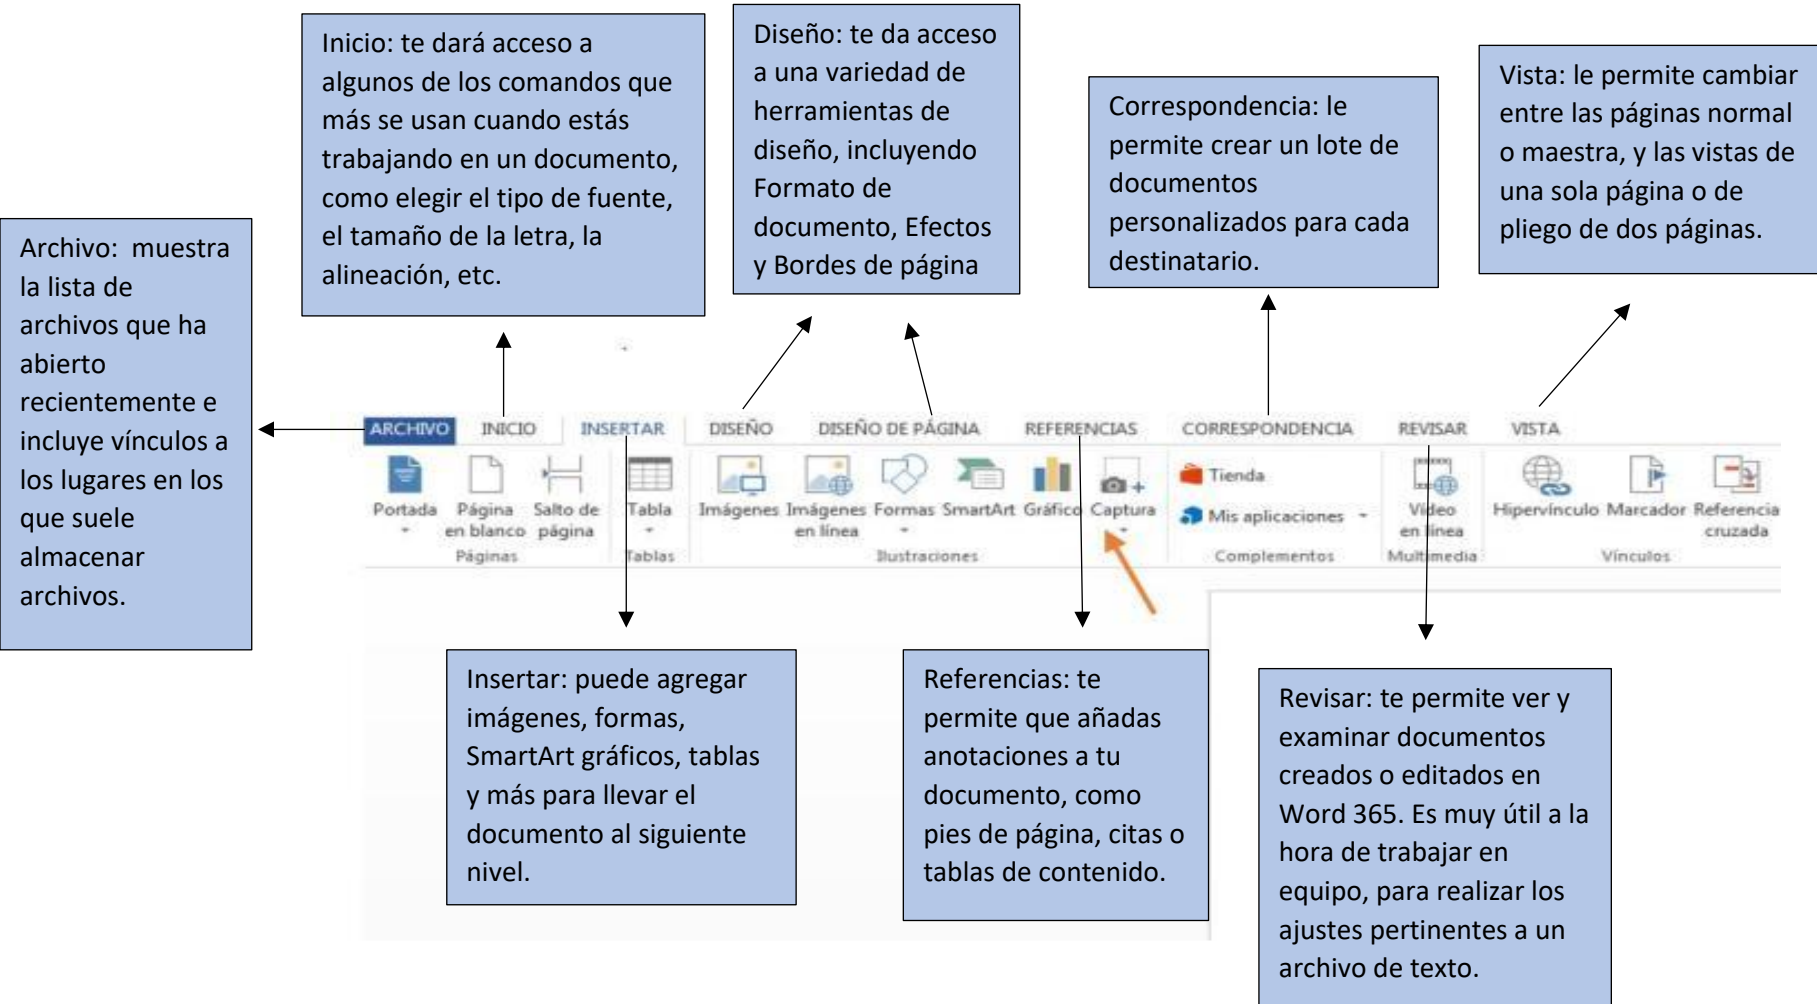 Inicio: te dará acceso a
algunos de los comandos que
más se usan cuando estás
trabajando en un documento,
como elegir el tipo de fuente,
el tamaño de la letra, la
alineación, etc.
Diseño: te da acceso
a una variedad de
herramientas de
diseño, incluyendo
Formato de
documento, Efectos
y Bordes de página
Correspondencia: le
permite crear un lote de
documentos
personalizados para cada
destinatario.
Vista: le permite cambiar
entre las páginas normal
o maestra, y las vistas de
una sola página o de
pliego de dos páginas.
Archivo: muestra
la lista de
archivos que ha
abierto
recientemente e
incluye vínculos a
los lugares en los
que suele
almacenar
archivos.
ARCHIVO INICIO INSERTAR DISEÑO DISEÑO DE PÁGINA REFERENCIAS CORRESPONDENCIA REVISAR VISTA
Portada
Página
en blanco
Salto de
página
Páginas
Tabla
Tablas
Imágenes
Imágenes
en línea
Formas
SmartArt
Gráfico
Captura
Ilustraciones
Tienda
Mis aplicaciones
Complementos
Vídeo
en línea
Multimedia
Hipervínculo
Marcador
Referencia
cruzada
Vínculos
Insertar: puede agregar
imágenes, formas,
SmartArt gráficos, tablas
y más para llevar el
documento al siguiente
nivel.
Referencias: te
permite que añadas
anotaciones a tu
documento, como
pies de página, citas o
tablas de contenido.
Revisar: te permite ver y
examinar documentos
creados o editados en
Word 365. Es muy útil a la
hora de trabajar en
equipo, para realizar los
ajustes pertinentes a un
archivo de texto.